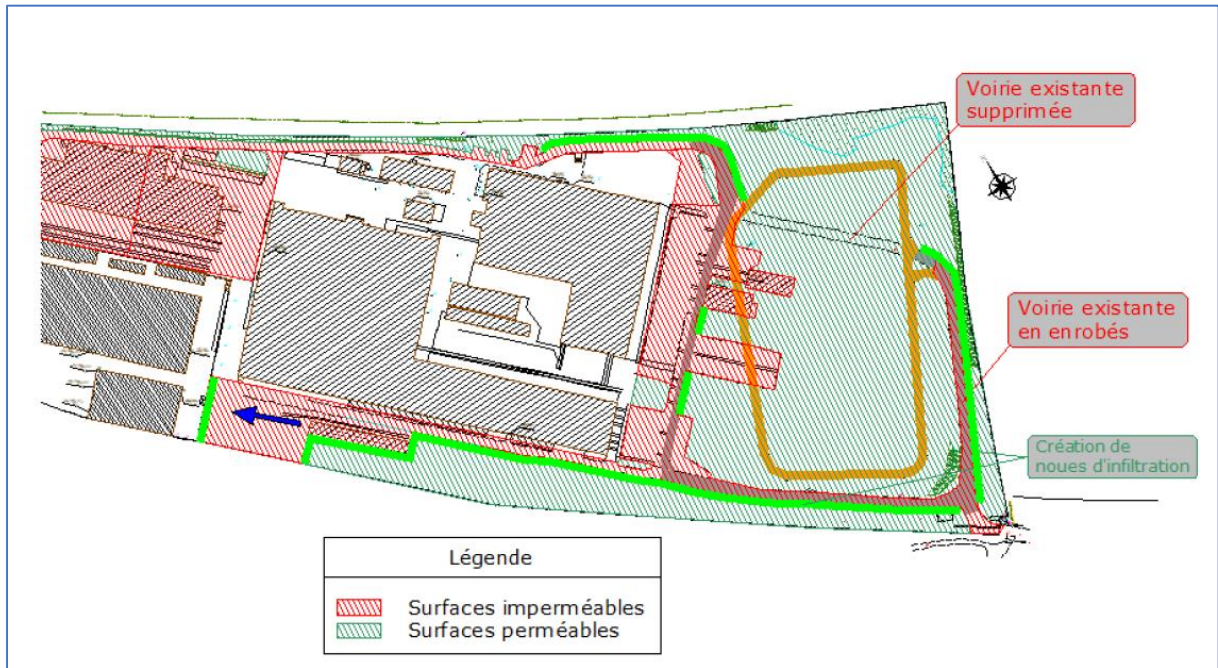 Voirie existante
supprimée
Voirie existante
en enrobés
Création de
noues d'infiltration
Légende
Surfaces imperméables
Surfaces perméables